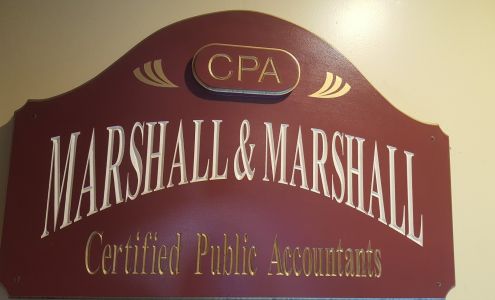 CPA
MARSHALL & MARSHALL
Certified Public Accountants